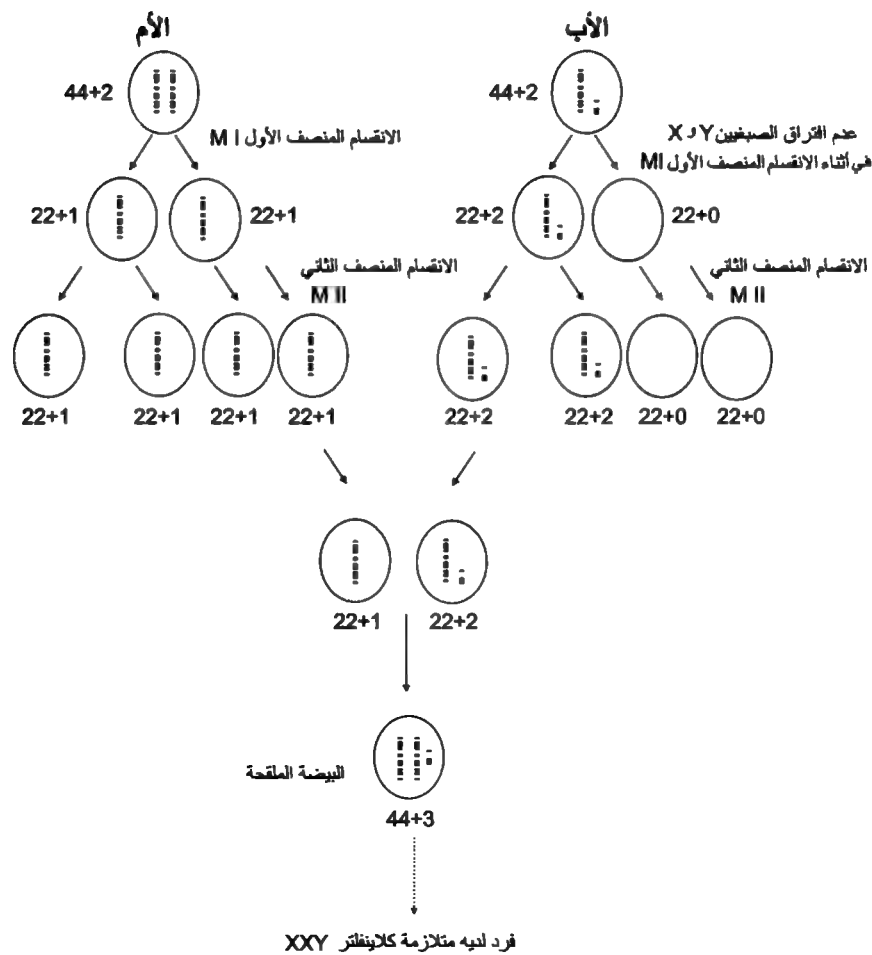 الأب
الأم
44+2
44+2
عدم افتراق الصبغيين Y و X
في أثناء الانقسام المنصف الأول MI
الانقسام المنصف الأول M I
22+1
22+1
22+2
22+0
الانقسام المنصف الثاني
M II
الانقسام المنصف الثاني
M II
22+1
22+1
22+1
22+1
22+2
22+2
22+0
22+0
22+1
22+2
البيضة الملقحة
44+3
فرد لديه متلازمة كلاينفلتر XXY